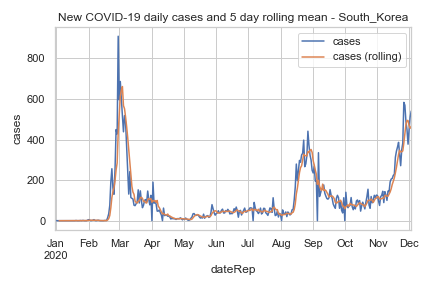 New COVID-19 daily cases and 5 day rolling mean - South_Korea
cases
cases (rolling)
800
600
400
200
0
cases
Jan Feb Mar Apr May Jun Jul Aug Sep Oct Nov Dec
2020
dateRep